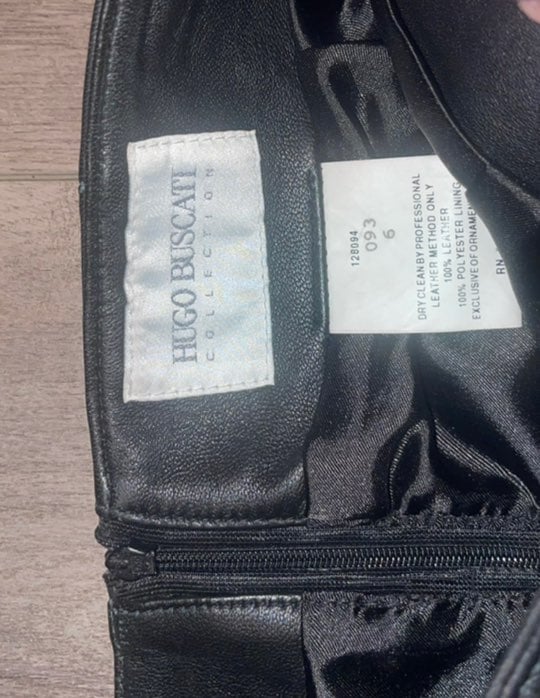 HUGO BUSCATI
COLLECTION
128094
093
6
DRY CLEAN BY PROFESSIONAL
LEATHER METHOD ONLY
100% LEATHER
100% POLYESTER LINING
EXCLUSIVE OF
RN